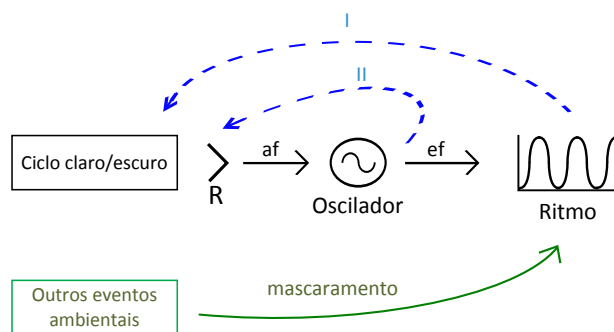 I
II
Ciclo claro/escuro
R
af
Oscilador
ef
Ritmo
Outros eventos
ambientais
mascaramento